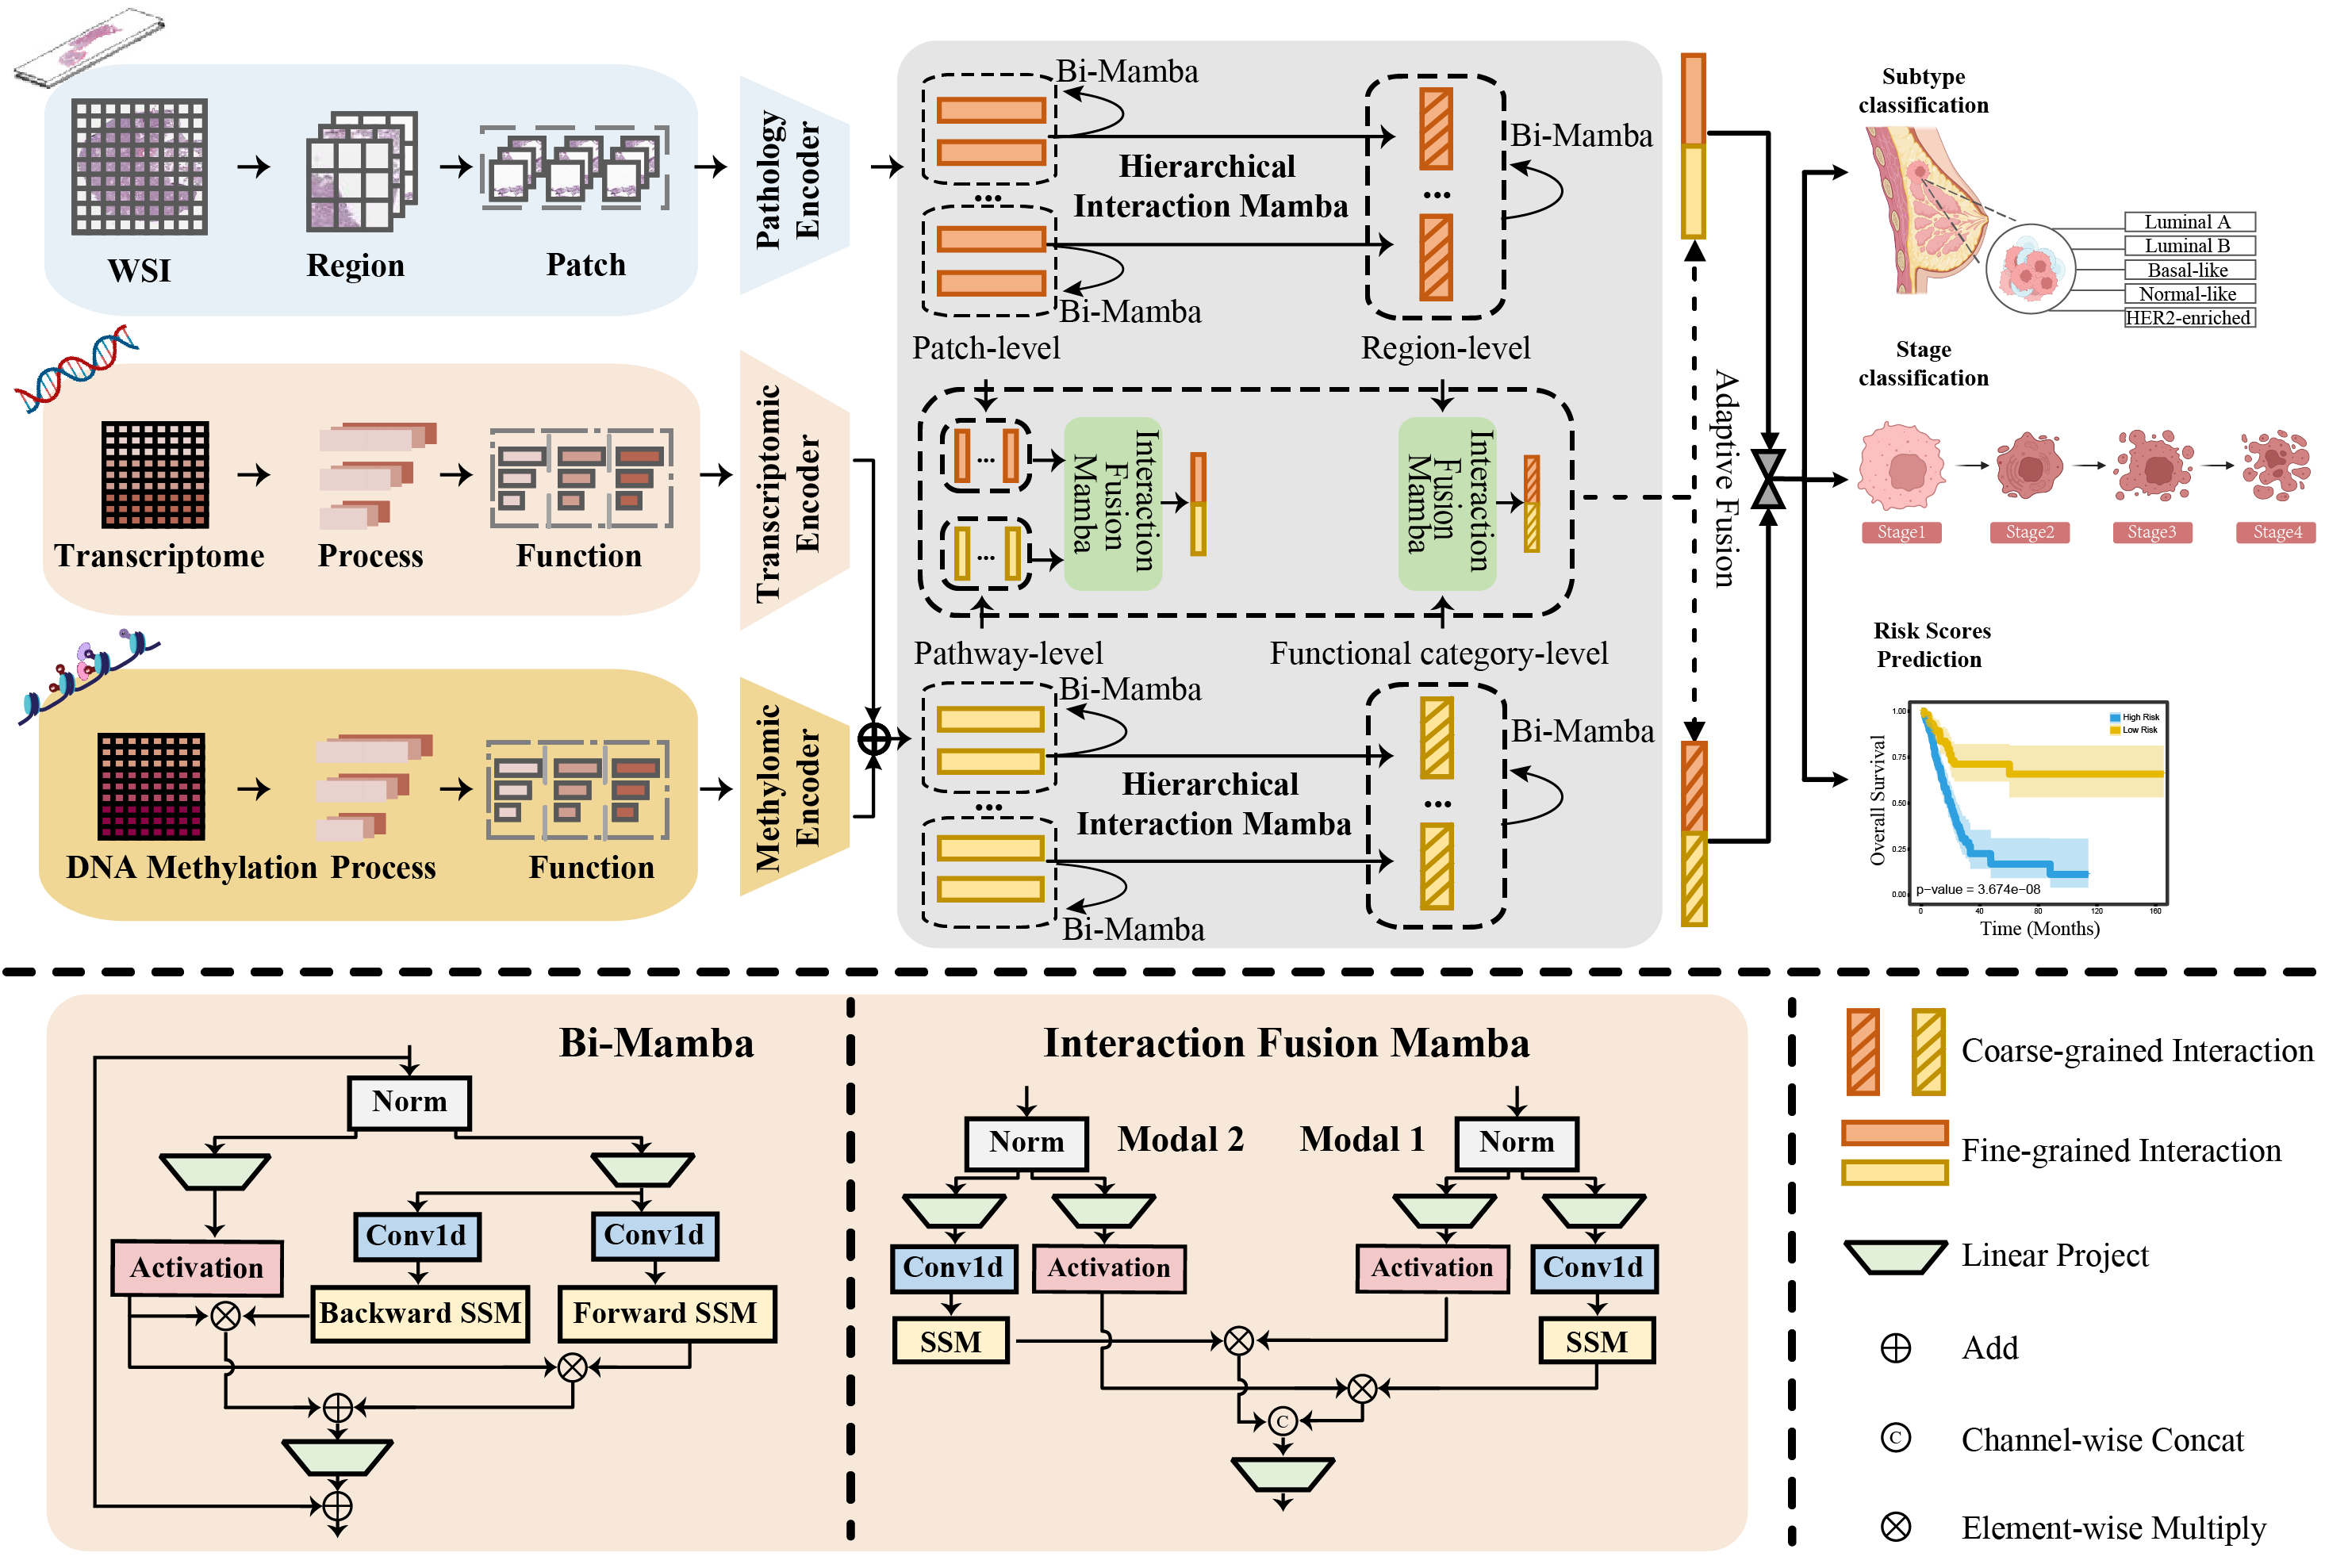 WSI
Region
Patch
Pathology
Encoder
Bi-Mamba
Hierarchical
Interaction Mamba
...
Bi-Mamba
Patch-level
...
Bi-Mamba
Region-level
Transcriptome
Process
Function
Transcriptomic
Encoder
...
...
Interaction
Fusion
Mamba
Interaction
Fusion
Mamba
Pathway-level
Functional category-level
DNA Methylation
Process
Function
Methylomic
Encoder
Bi-Mamba
Hierarchical
Interaction Mamba
...
Bi-Mamba
...
Bi-Mamba
Adaptive Fusion
Subtype
classification
Luminal A
Luminal B
Basal-like
Normal-like
HER2-enriched
Stage
classification
Stage1
Stage2
Stage3
Stage4
Risk Scores
Prediction
Overall Survival
1.00
0.75
0.50
0.25
0.00
High Risk
Low Risk
p-value = 3.674e-08
0
40
80
120
160
Time (Months)
Bi-Mamba
Norm
Conv1d
Conv1d
Activation
Backward SSM
Forward SSM
Interaction Fusion Mamba
Norm
Modal 2
Modal 1
Norm
Conv1d
Activation
Activation
Conv1d
SSM
SSM
C
Coarse-grained Interaction
Fine-grained Interaction
Linear Project
Add
C
Channel-wise Concat
Element-wise Multiply